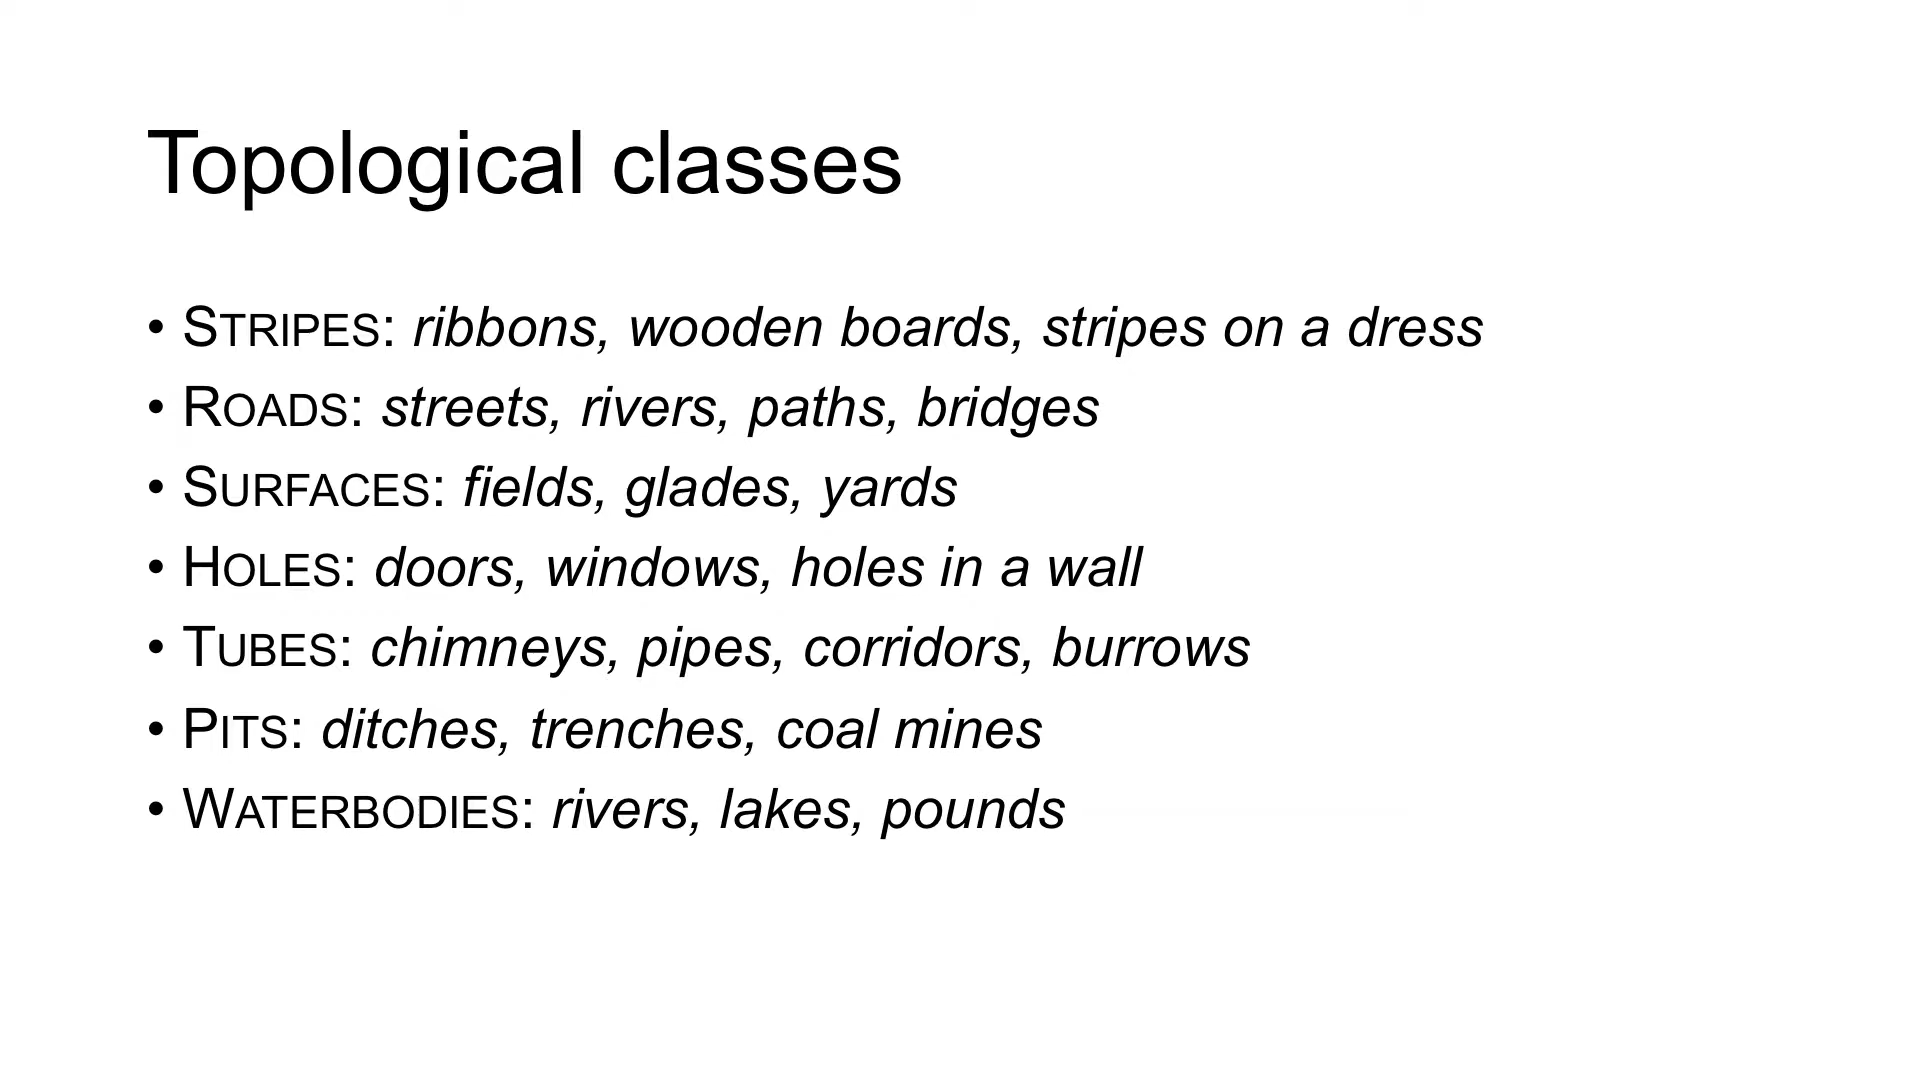 Topological classes
• STRIPES: ribbons, wooden boards, stripes on a dress
• ROADS: streets, rivers, paths, bridges
• SURFACES: fields, glades, yards
• HOLES: doors, windows, holes in a wall
• TUBES: chimneys, pipes, corridors, burrows
• PITS: ditches, trenches, coal mines
• WATERBODIES: rivers, lakes, pounds